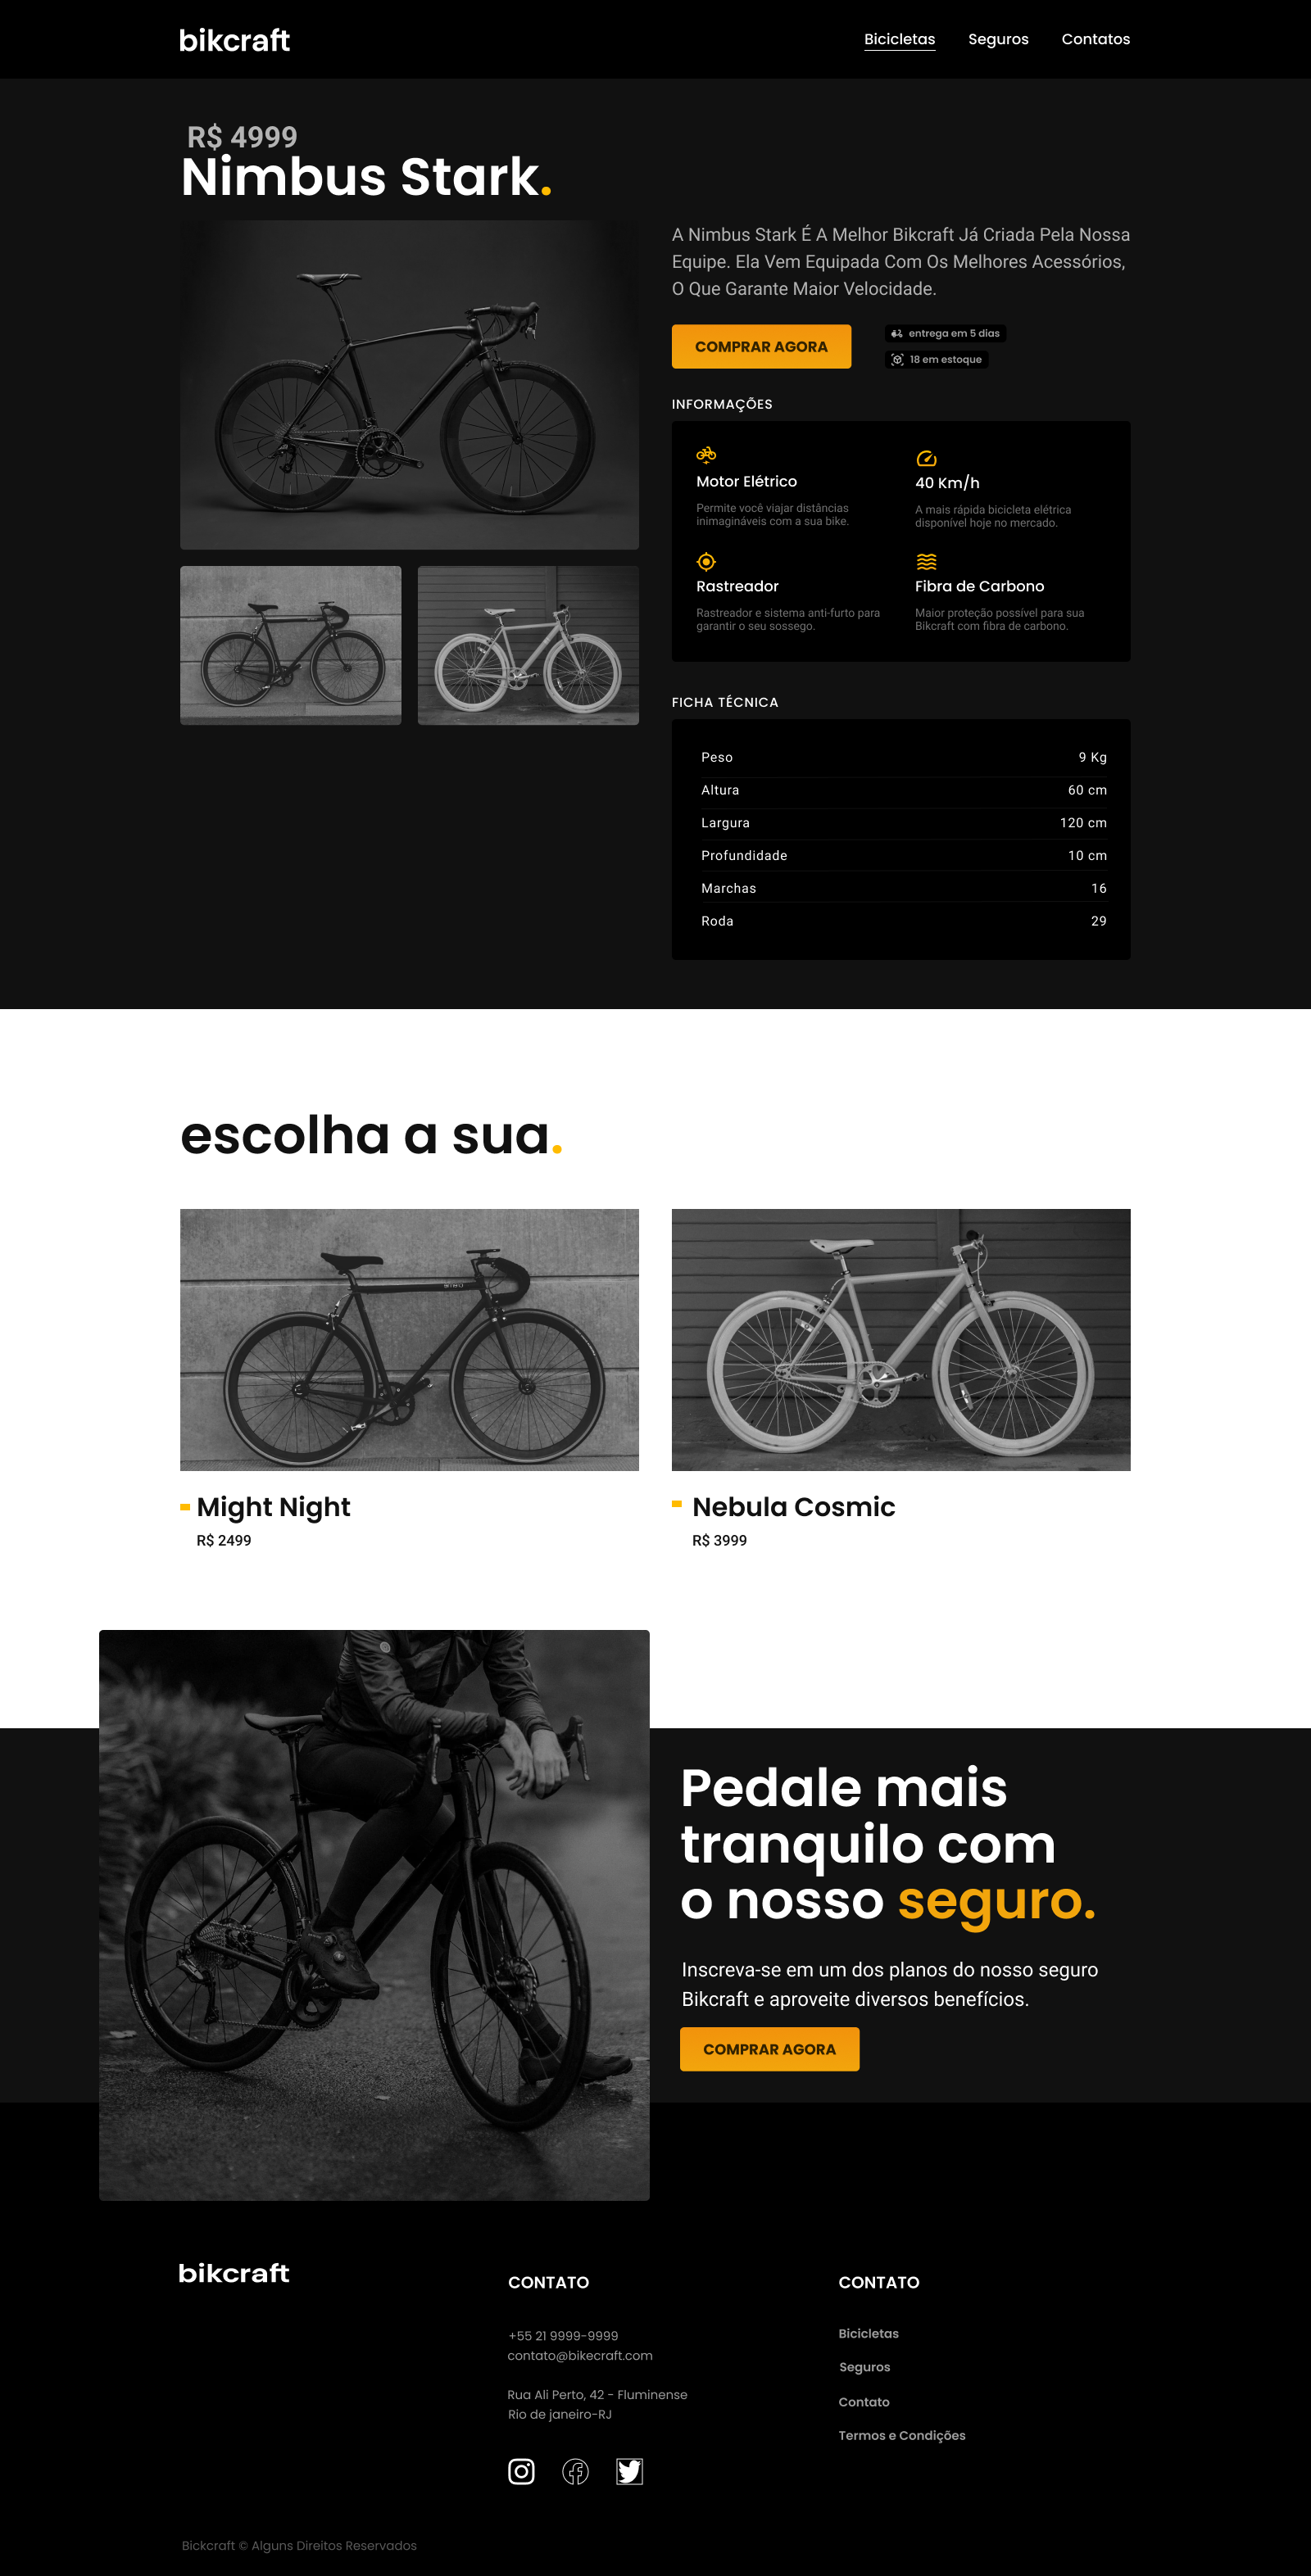 bikcraft
Bicicletas
Seguros
Contatos
R$ 4999
Nimbus Stark.
A Nimbus Stark É A Melhor Bikcraft Já Criada Pela Nossa
Equipe. Ela Vem Equipada Com Os Melhores Acessórios,
O Que Garante Maior Velocidade.
COMPRAR AGORA
entrega em 5 dias
18 em estoque
INFORMAÇÕES
Motor Elétrico
Permite você viajar distâncias
inimagináveis com a sua bike.
40 Km/h
A mais rápida bicicleta elétrica
disponível hoje no mercado.
Rastreador
Rastreador e sistema anti-furto para
garantir o seu sossego.
Fibra de Carbono
Maior proteção possível para sua
Bikcraft com fibra de carbono.
FICHA TÉCNICA
Peso 9 Kg
Altura 60 cm
Largura 120 cm
Profundidade 10 cm
Marchas 16
Roda 29
escolha a sua.
Might Night
R$ 2499
Nebula Cosmic
R$ 3999
Pedale mais
tranquilo com
o nosso seguro.
Inscreva-se em um dos planos do nosso seguro
Bikcraft e aproveite diversos benefícios.
COMPRAR AGORA
bikcraft
CONTATO
+55 21 9999-9999
contato@bikecraft.com
Rua Ali Perto, 42 - Fluminense
Rio de janeiro-RJ
CONTATO
Bicicletas
Seguros
Contato
Termos e Condições
Bickcraft © Alguns Direitos Reservados